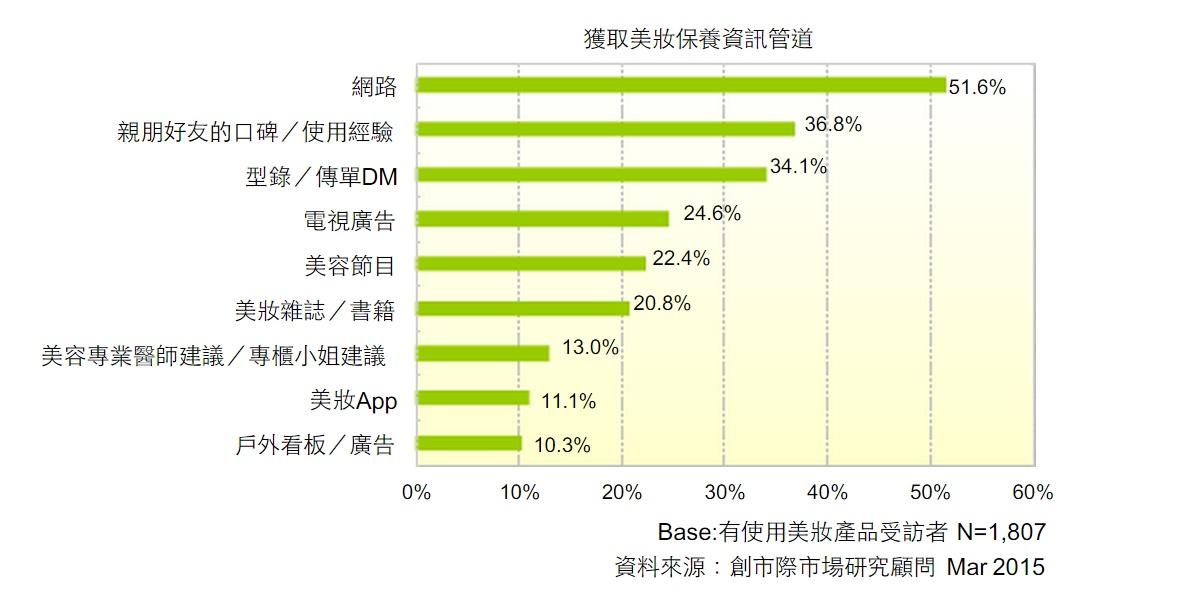 獲取美妝保養資訊管道
網路 51.6%
親朋好友的口碑／使用經驗 36.8%
型錄／傳單DM 34.1%
電視廣告 24.6%
美容節目 22.4%
美妝雜誌／書籍 20.8%
美容專業醫師建議／專櫃小姐建議 13.0%
美妝App 11.1%
戶外看板／廣告 10.3%
0% 10% 20% 30% 40% 50% 60%
Base:有使用美妝產品受訪者 N=1,807
資料來源：創市際市場研究顧問 Mar 2015